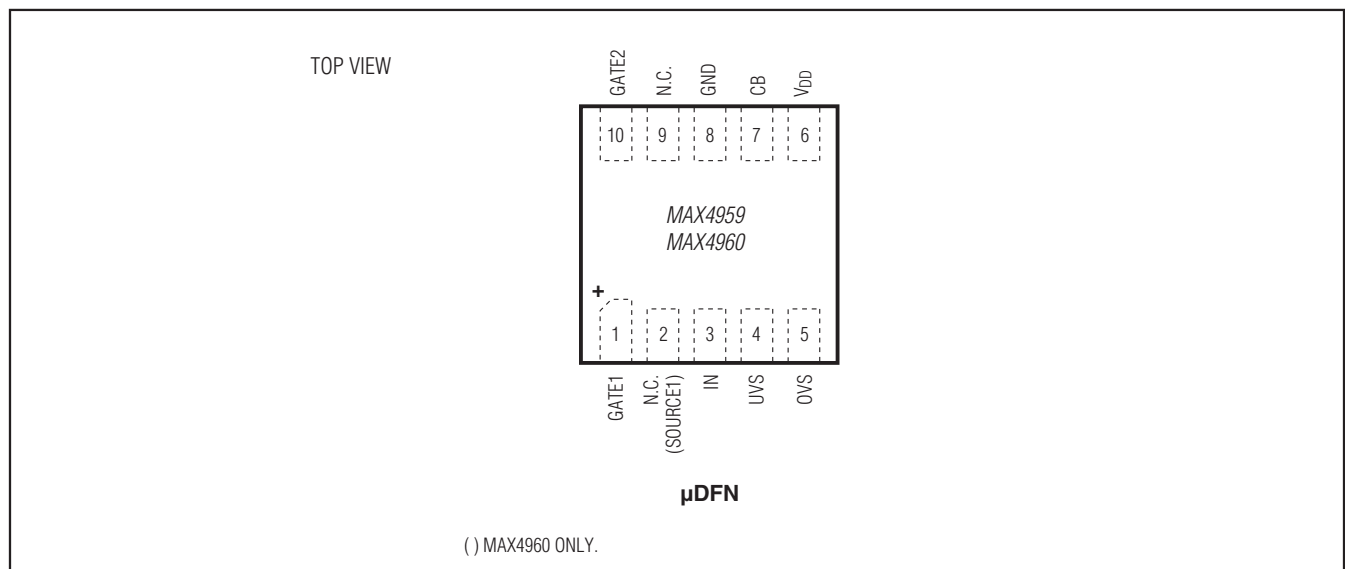 TOP VIEW
GATE2
N.C.
GND
CB
VDD
10
9
8
7
6
MAX4959
MAX4960
+
1
2
3
4
5
GATE1
N.C.
(SOURCE1)
IN
UVS
OVS
µDFN
( ) MAX4960 ONLY.